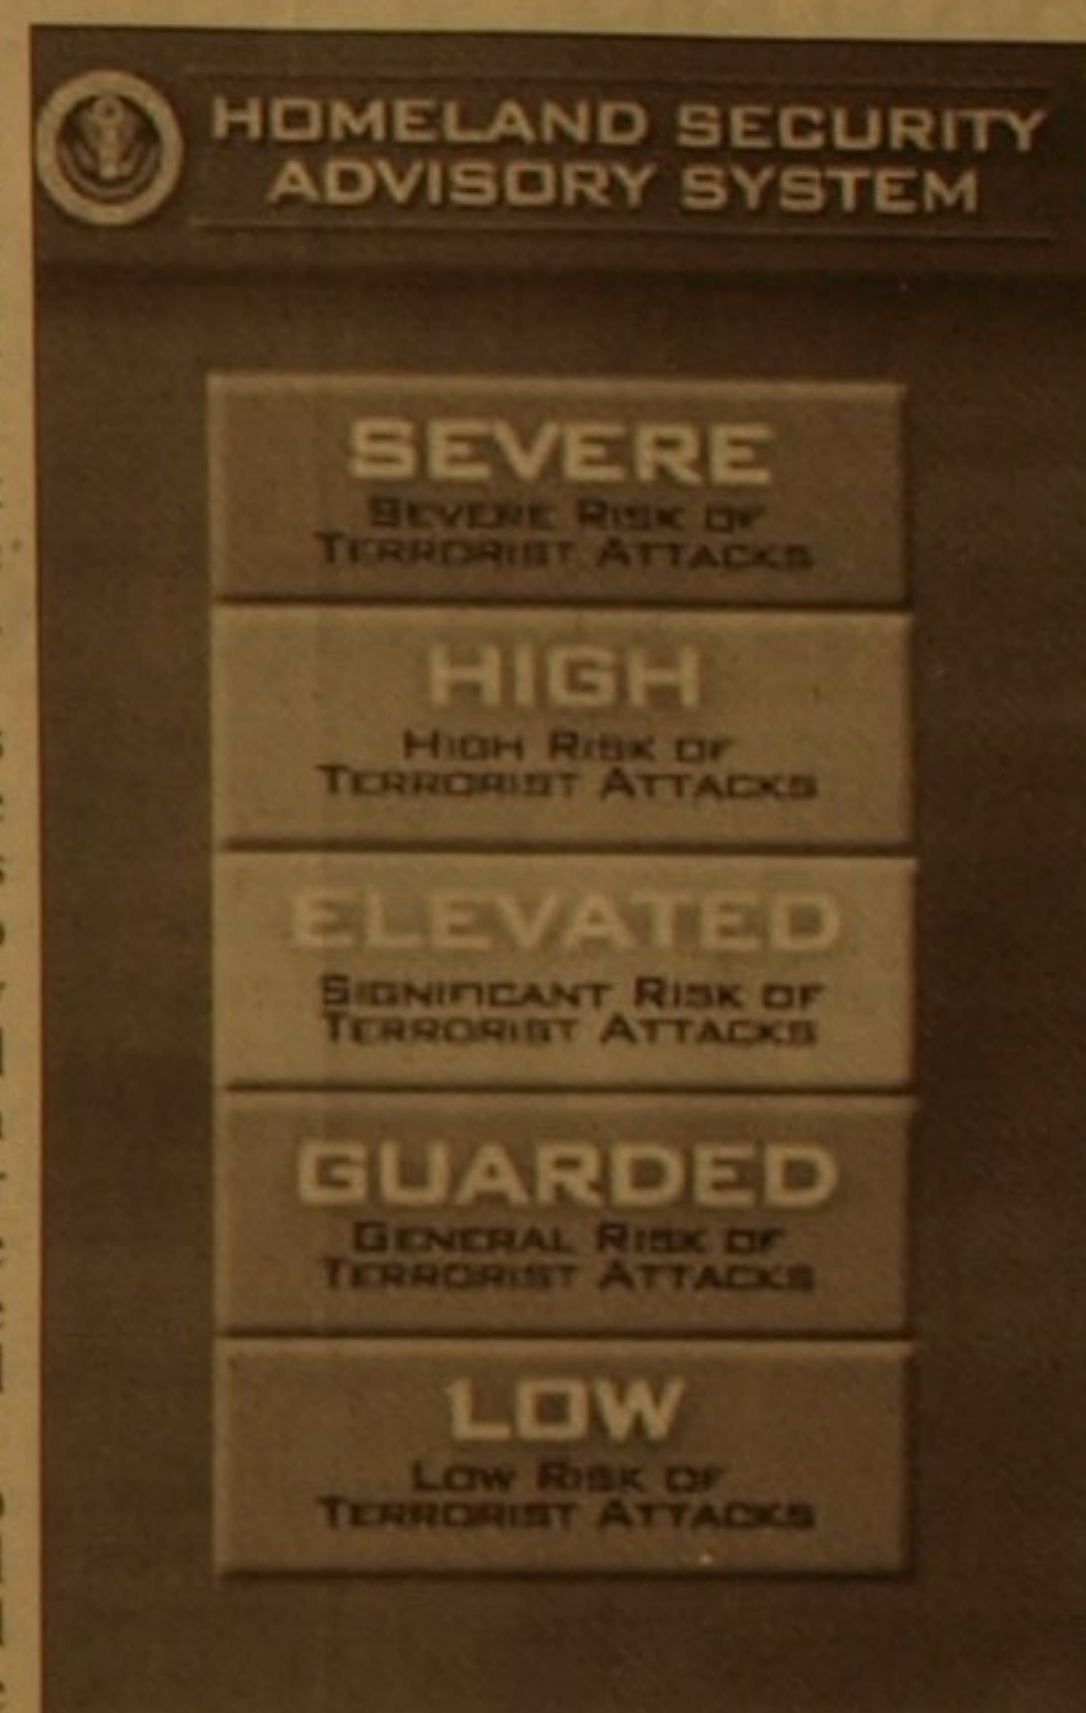 HOMELAND SECURITY
ADVISORY SYSTEM
SEVERE
SEVERE RISK OF
TERRORIST ATTACKS
HIGH
HIGH RISK OF
TERRORIST ATTACKS
ELEVATED
SIGNIFICANT RISK OF
TERRORIST ATTACKS
GUARDED
GENERAL RISK OF
TERRORIST ATTACKS
LOW
LOW RISK OF
TERRORIST ATTACKS